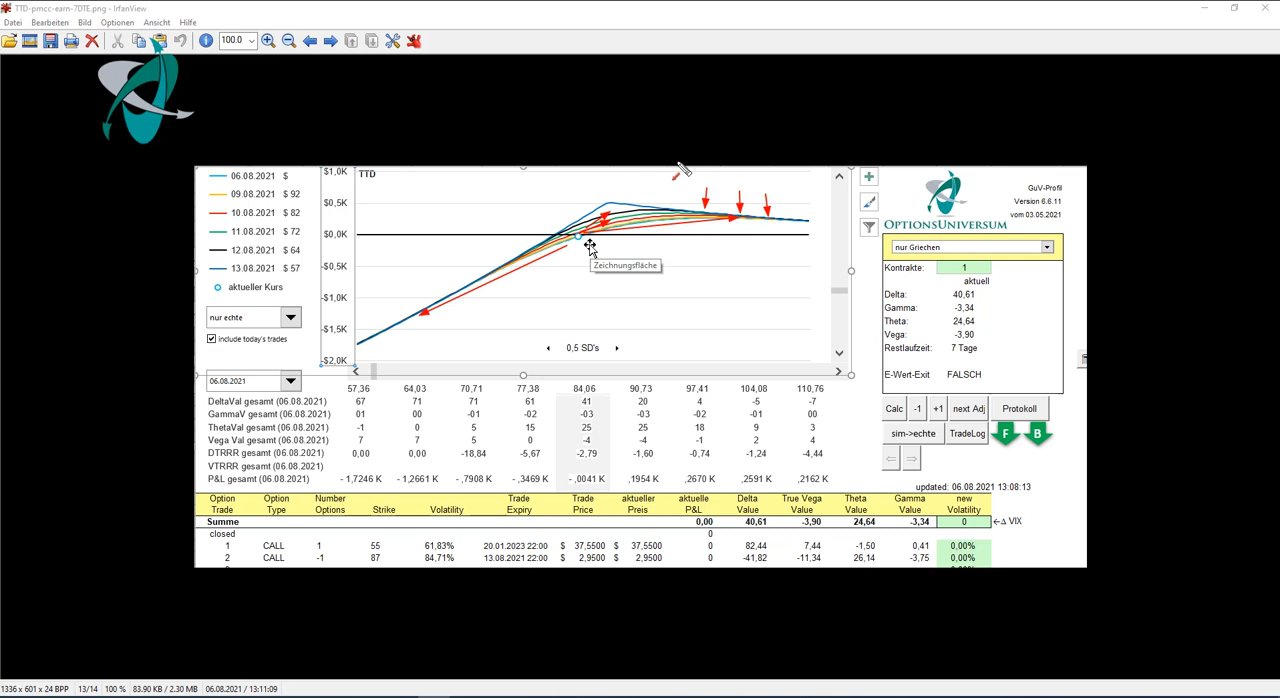 TTD-pmcc-earn-7DTE.png - IrfanView
Datei Bearbeiten Bild Optionen Ansicht Hilfe
100.0
06.08.2021 $
09.08.2021 $ 92
10.08.2021 $ 82
11.08.2021 $ 72
12.08.2021 $ 64
13.08.2021 $ 57
aktueller Kurs
nur echte
include today's trades
06.08.2021
TTD
$1,0K
$0,5K
$0,0K
-$0,5K
-$1,0K
-$1,5K
-$2,0K
Zeichnungsfläche
0,5 SD's
GuV-Profil
Version 6.6.11
vom 03.05.2021
OPTIONSUNIVERSUM
nur Griechen
Kontrakte: 1
aktuell
Delta: 40,61
Gamma: -3,34
Theta: 24,64
Vega: -3,90
Restlaufzeit: 7 Tage
E-Wert-Exit FALSCH
Calc -1 +1 next Adj Protokoll
sim->echte TradeLog F B
updated: 06.08.2021 13:08:13
57,36 64,03 70,71 77,38 84,06 90,73 97,41 104,08 110,76
DeltaVal gesamt (06.08.2021) 67 71 71 61 41 20 4 -5 -7
GammaV gesamt (06.08.2021) 01 00 -01 -02 -03 -03 -02 -01 00
ThetaVal gesamt (06.08.2021) -1 0 5 15 25 25 18 9 3
Vega Val gesamt (06.08.2021) 7 7 5 0 -4 -4 -1 2 4
DTRRR gesamt (06.08.2021) 0,00 0,00 -18,84 -5,67 -2,79 -1,60 -0,74 -1,24 -4,44
VTRRR gesamt (06.08.2021)
P&L gesamt (06.08.2021) - 1,7246 K - 1,2661 K - ,7908 K - ,3469 K - ,0041 K ,1954 K ,2670 K ,2591 K ,2162 K
Option Option Number Trade Trade aktueller aktuelle Delta True Vega Theta Gamma new
Trade Type Options Strike Volatility Expiry Price Preis P&L Value Value Value Value Volatility
Summe 0,00 40,61 -3,90 24,64 -3,34 0 ←Δ VIX
closed 0
1 CALL 1 55 61,83% 20.01.2023 22:00 $ 37,5500 $ 37,5500 0 82,44 7,44 -1,50 0,41 0,00%
2 CALL -1 87 84,71% 13.08.2021 22:00 $ 2,9500 $ 2,9500 0 -41,82 -11,34 26,14 -3,75 0,00%
1336 x 601 x 24 BPP 13/14 100 % 83.90 KB / 2.30 MB 06.08.2021 / 13:11:09